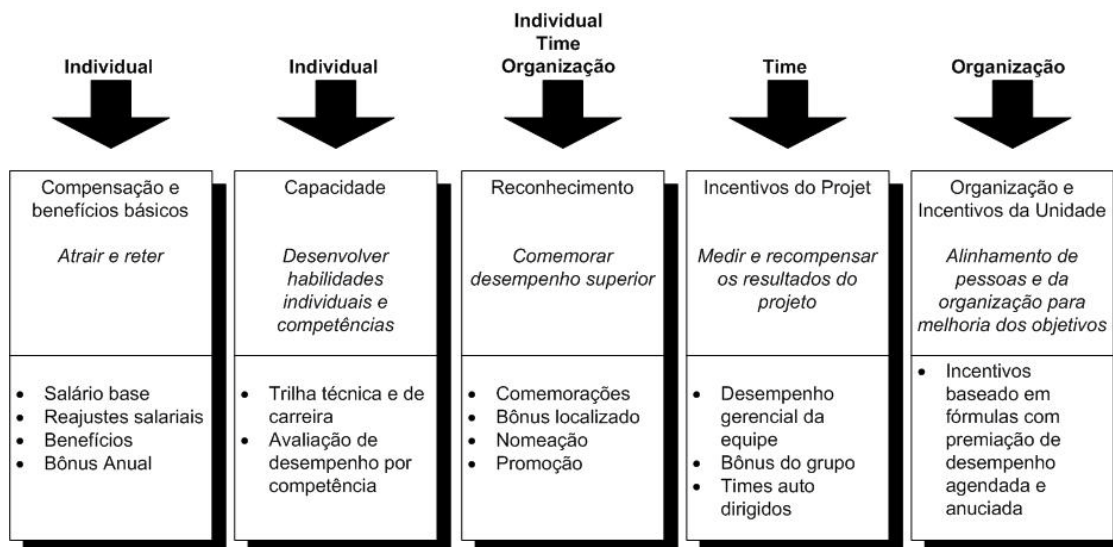 Individual
Individual
Individual
Time
Organização
Time
Organização
Compensação e
benefícios básicos
Atrair e reter
• Salário base
• Reajustes salariais
• Benefícios
• Bônus Anual
Capacidade
Desenvolver
habilidades
individuais e
competências
• Trilha técnica e de
carreira
• Avaliação de
desempenho por
competência
Reconhecimento
Comemorar
desempenho superior
• Comemorações
• Bônus localizado
• Nomeação
• Promoção
Incentivos do Projet
Medir e recompensar
os resultados do
projeto
• Desempenho
gerencial da
equipe
• Bônus do grupo
• Times auto
dirigidos
Organização e
Incentivos da Unidade
Alinhamento de
pessoas e da
organização para
melhoria dos objetivos
• Incentivos
baseado em
fórmulas com
premiação de
desempenho
agendada e
anuciada